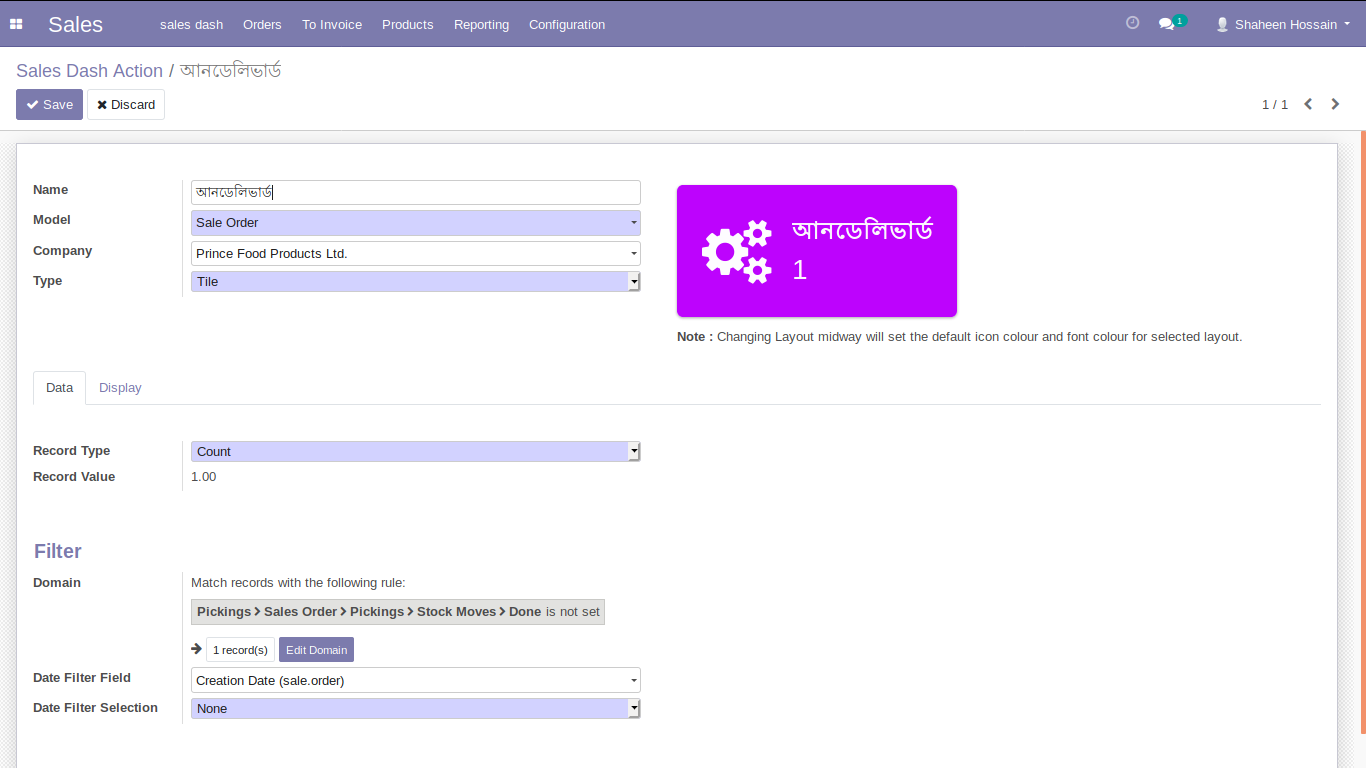 Sales sales dash Orders To Invoice Products Reporting Configuration 1 Shaheen Hossain
Sales Dash Action / আনডেলিভার্ড
Save Discard 1 / 1
Name আনডেলিভার্ড
Model Sale Order
Company Prince Food Products Ltd.
Type Tile
আনডেলিভার্ড
1
Note : Changing Layout midway will set the default icon colour and font colour for selected layout.
Data Display
Record Type Count
Record Value 1.00
Filter
Domain Match records with the following rule:
Pickings Sales Order Pickings Stock Moves Done is not set
1 record(s) Edit Domain
Date Filter Field Creation Date (sale.order)
Date Filter Selection None